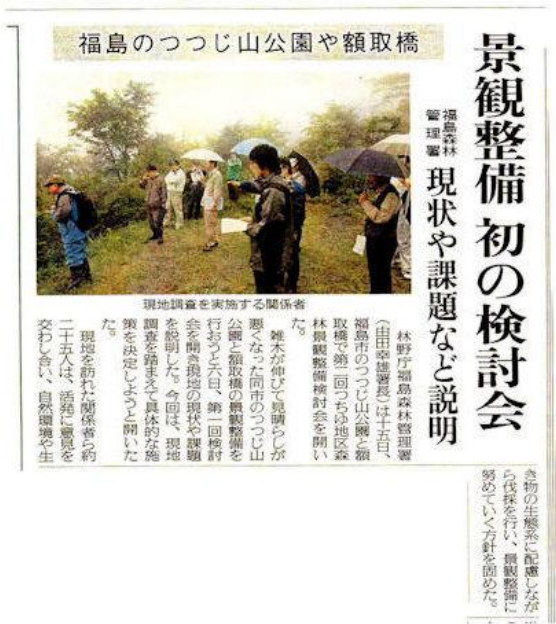 福島のつつじ山公園や額取橋
景観整備 初の検討会
福島森林
管理署
現状や課題など説明
現地調査を実施する関係者
林野庁福島森林管理署
（由田幸雄署長）は十五日、
福島市のつつじ山公園と額
取橋で第二回つちゆ地区森
林景観整備検討会を開い
た。
雑木が伸びて見晴らしが
悪くなった同市のつつじ山
公園と額取橋の景観整備を
行おうと六日、第一回検討
会を開き現地の現状や課題
を説明した。今回は、現地
調査を踏まえて具体的な施
策を決定しようと開いた
た。
現地を訪れた関係者ら約
二十五人は、活発に意見を
交わし合い、自然環境や生
き物の生態系に配慮しなが
ら伐採を行い、景観整備に
努めていく方針を固めた。